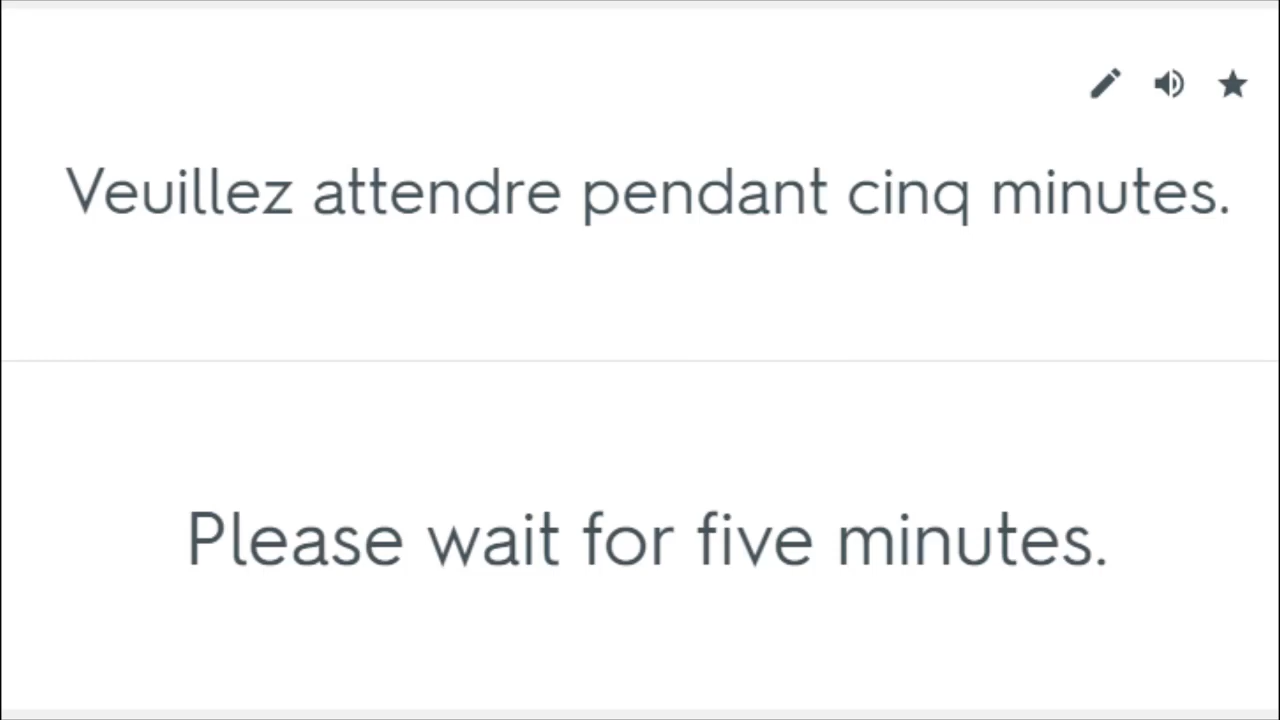 Veuillez attendre pendant cinq minutes.
Please wait for five minutes.